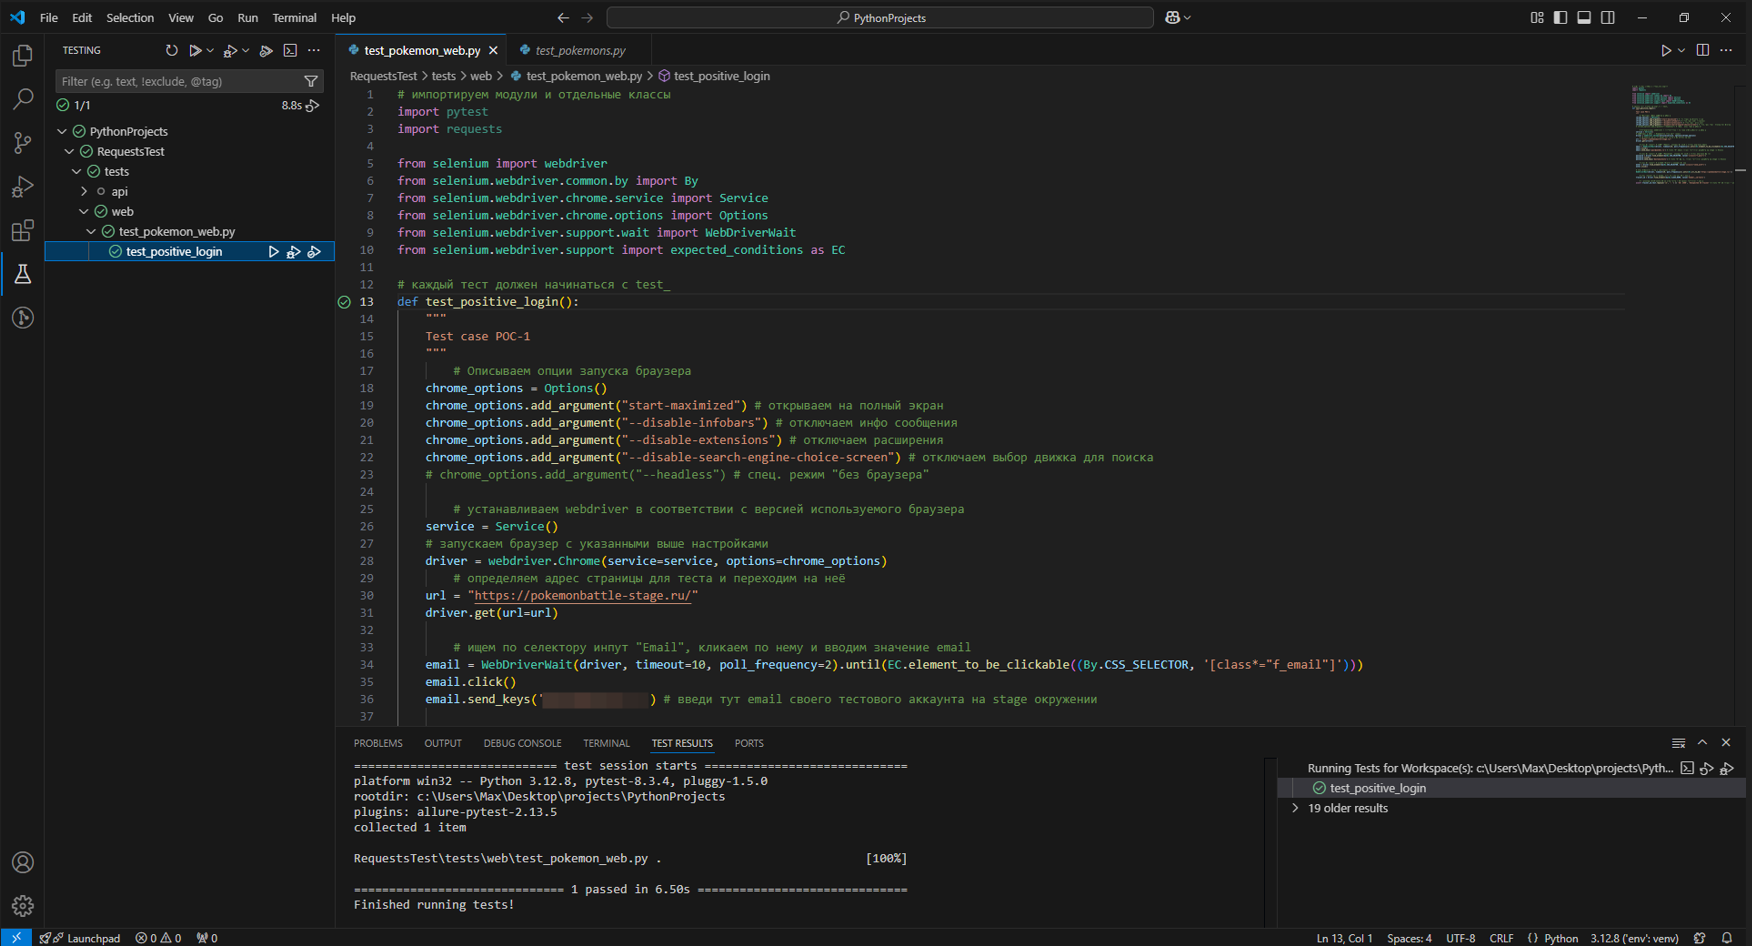 File Edit Selection View Go Run Terminal Help
PythonProjects
TESTING
Filter (e.g. text, !exclude, @tag)
1/1 8.8s
PythonProjects
RequestsTest
tests
api
web
test_pokemon_web.py
test_positive_login
test_pokemon_web.py test_pokemons.py
RequestsTest > tests > web > test_pokemon_web.py > test_positive_login
1 # импортируем модули и отдельные классы
2 import pytest
3 import requests
4
5 from selenium import webdriver
6 from selenium.webdriver.common.by import By
7 from selenium.webdriver.chrome.service import Service
8 from selenium.webdriver.chrome.options import Options
9 from selenium.webdriver.support.wait import WebDriverWait
10 from selenium.webdriver.support import expected_conditions as EC
11
12 # каждый тест должен начинаться с test_
13 def test_positive_login():
14 """
15 Test case POC-1
16 """
17 # Описываем опции запуска браузера
18 chrome_options = Options()
19 chrome_options.add_argument("start-maximized") # открываем на полный экран
20 chrome_options.add_argument("--disable-infobars") # отключаем инфо сообщения
21 chrome_options.add_argument("--disable-extensions") # отключаем расширения
22 chrome_options.add_argument("--disable-search-engine-choice-screen") # отключаем выбор движка для поиска
23 # chrome_options.add_argument("--headless") # спец. режим "без браузера"
24
25 # устанавливаем webdriver в соответствии с версией используемого браузера
26 service = Service()
27 # запускаем браузер с указанными выше настройками
28 driver = webdriver.Chrome(service=service, options=chrome_options)
29 # определяем адрес страницы для теста и переходим на неё
30 url = "https://pokemonbattle-stage.ru/"
31 driver.get(url=url)
32
33 # ищем по селектору инпут "Email", кликаем по нему и вводим значение email
34 email = WebDriverWait(driver, timeout=10, poll_frequency=2).until(EC.element_to_be_clickable((By.CSS_SELECTOR, '[class*="f_email"]')))
35 email.click()
36 email.send_keys(' ) # введи тут email своего тестового аккаунта на stage окружении
37
PROBLEMS OUTPUT DEBUG CONSOLE TERMINAL TEST RESULTS PORTS
============================= test session starts =============================
platform win32 -- Python 3.12.8, pytest-8.3.4, pluggy-1.5.0
rootdir: c:\Users\Max\Desktop\projects\PythonProjects
plugins: allure-pytest-2.13.5
collected 1 item
RequestsTest\tests\web\test_pokemon_web.py . [100%]
============================== 1 passed in 6.50s ==============================
Finished running tests!
Running Tests for Workspace(s): c:\Users\Max\Desktop\projects\Pyth...
test_positive_login
19 older results
Launchpad 0 0 0
Ln 13, Col 1 Spaces: 4 UTF-8 CRLF {} Python 3.12.8 ('env': venv)